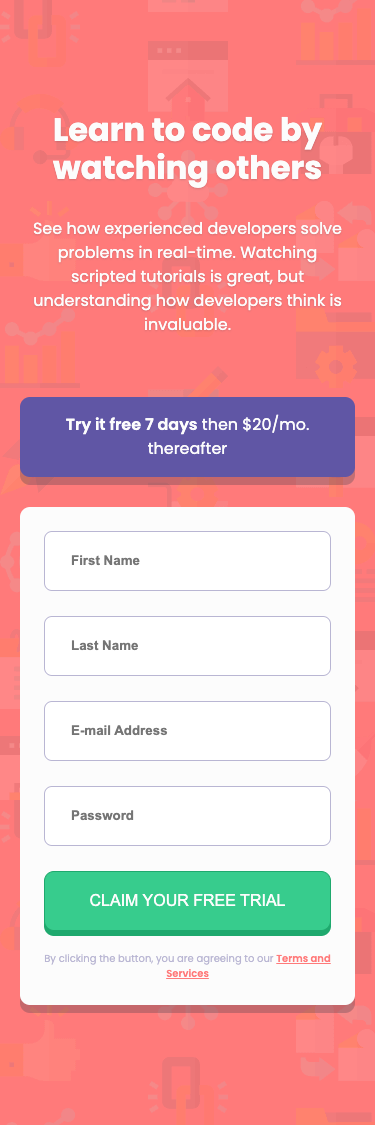 Learn to code by
watching others
See how experienced developers solve
problems in real-time. Watching
scripted tutorials is great, but
understanding how developers think is
invaluable.
Try it free 7 days then $20/mo.
thereafter
First Name
Last Name
E-mail Address
Password
CLAIM YOUR FREE TRIAL
By clicking the button, you are agreeing to our Terms and
Services